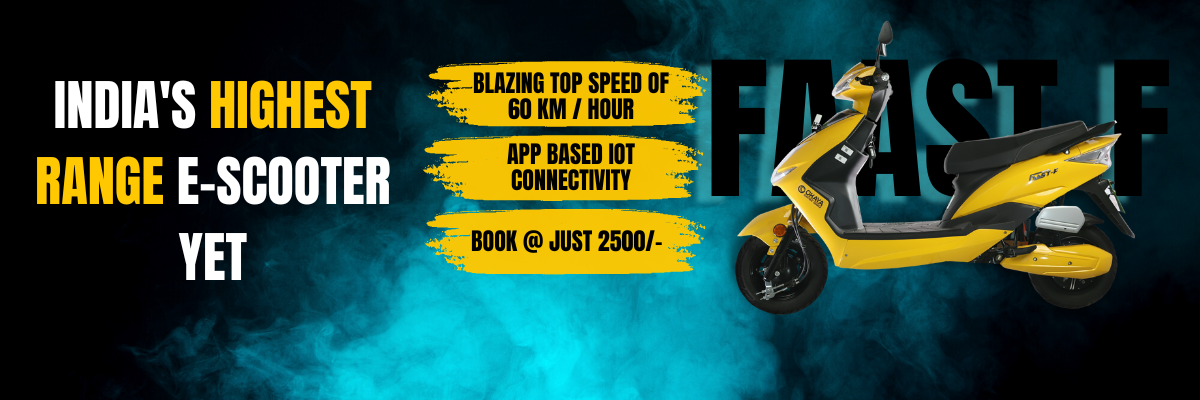 INDIA'S HIGHEST
RANGE E-SCOOTER
YET
BLAZING TOP SPEED OF
60 KM / HOUR
APP BASED IOT
CONNECTIVITY
BOOK @ JUST 2500/-
FAAST-F
OKAYA
FAAST-F